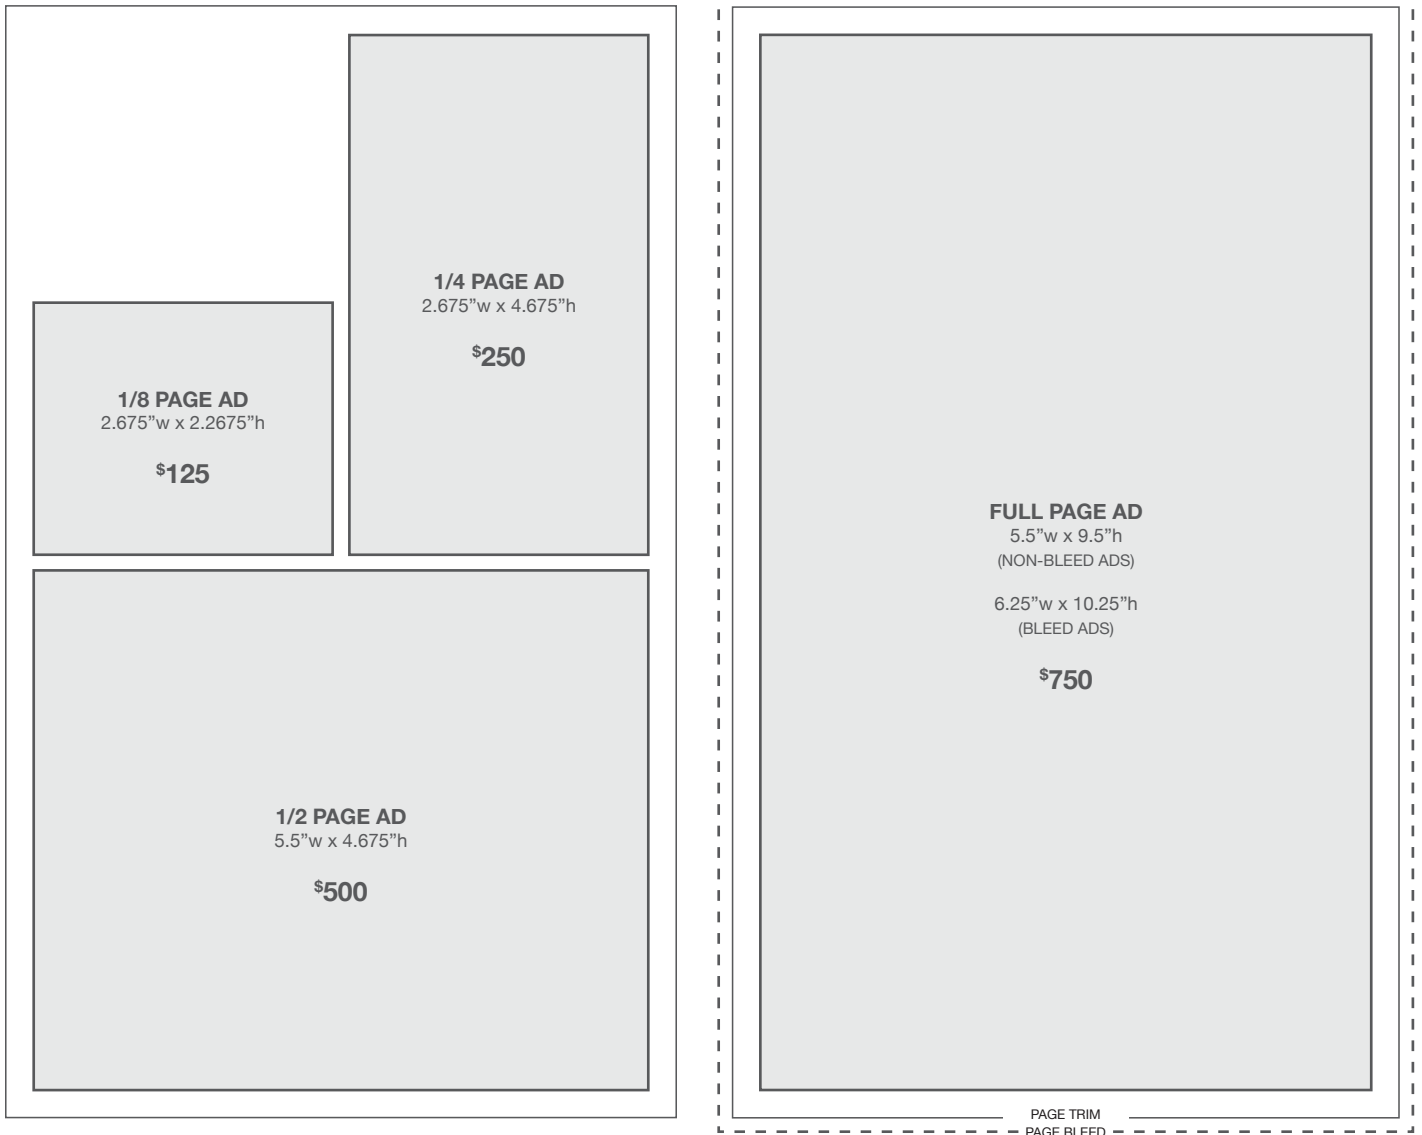 1/4 PAGE AD
2.675”w x 4.675”h
$250
1/8 PAGE AD
2.675”w x 2.2675”h
$125
1/2 PAGE AD
5.5”w x 4.675”h
$500
FULL PAGE AD
5.5”w x 9.5”h
(NON-BLEED ADS)
6.25”w x 10.25”h
(BLEED ADS)
$750
PAGE TRIM
PAGE BLEED